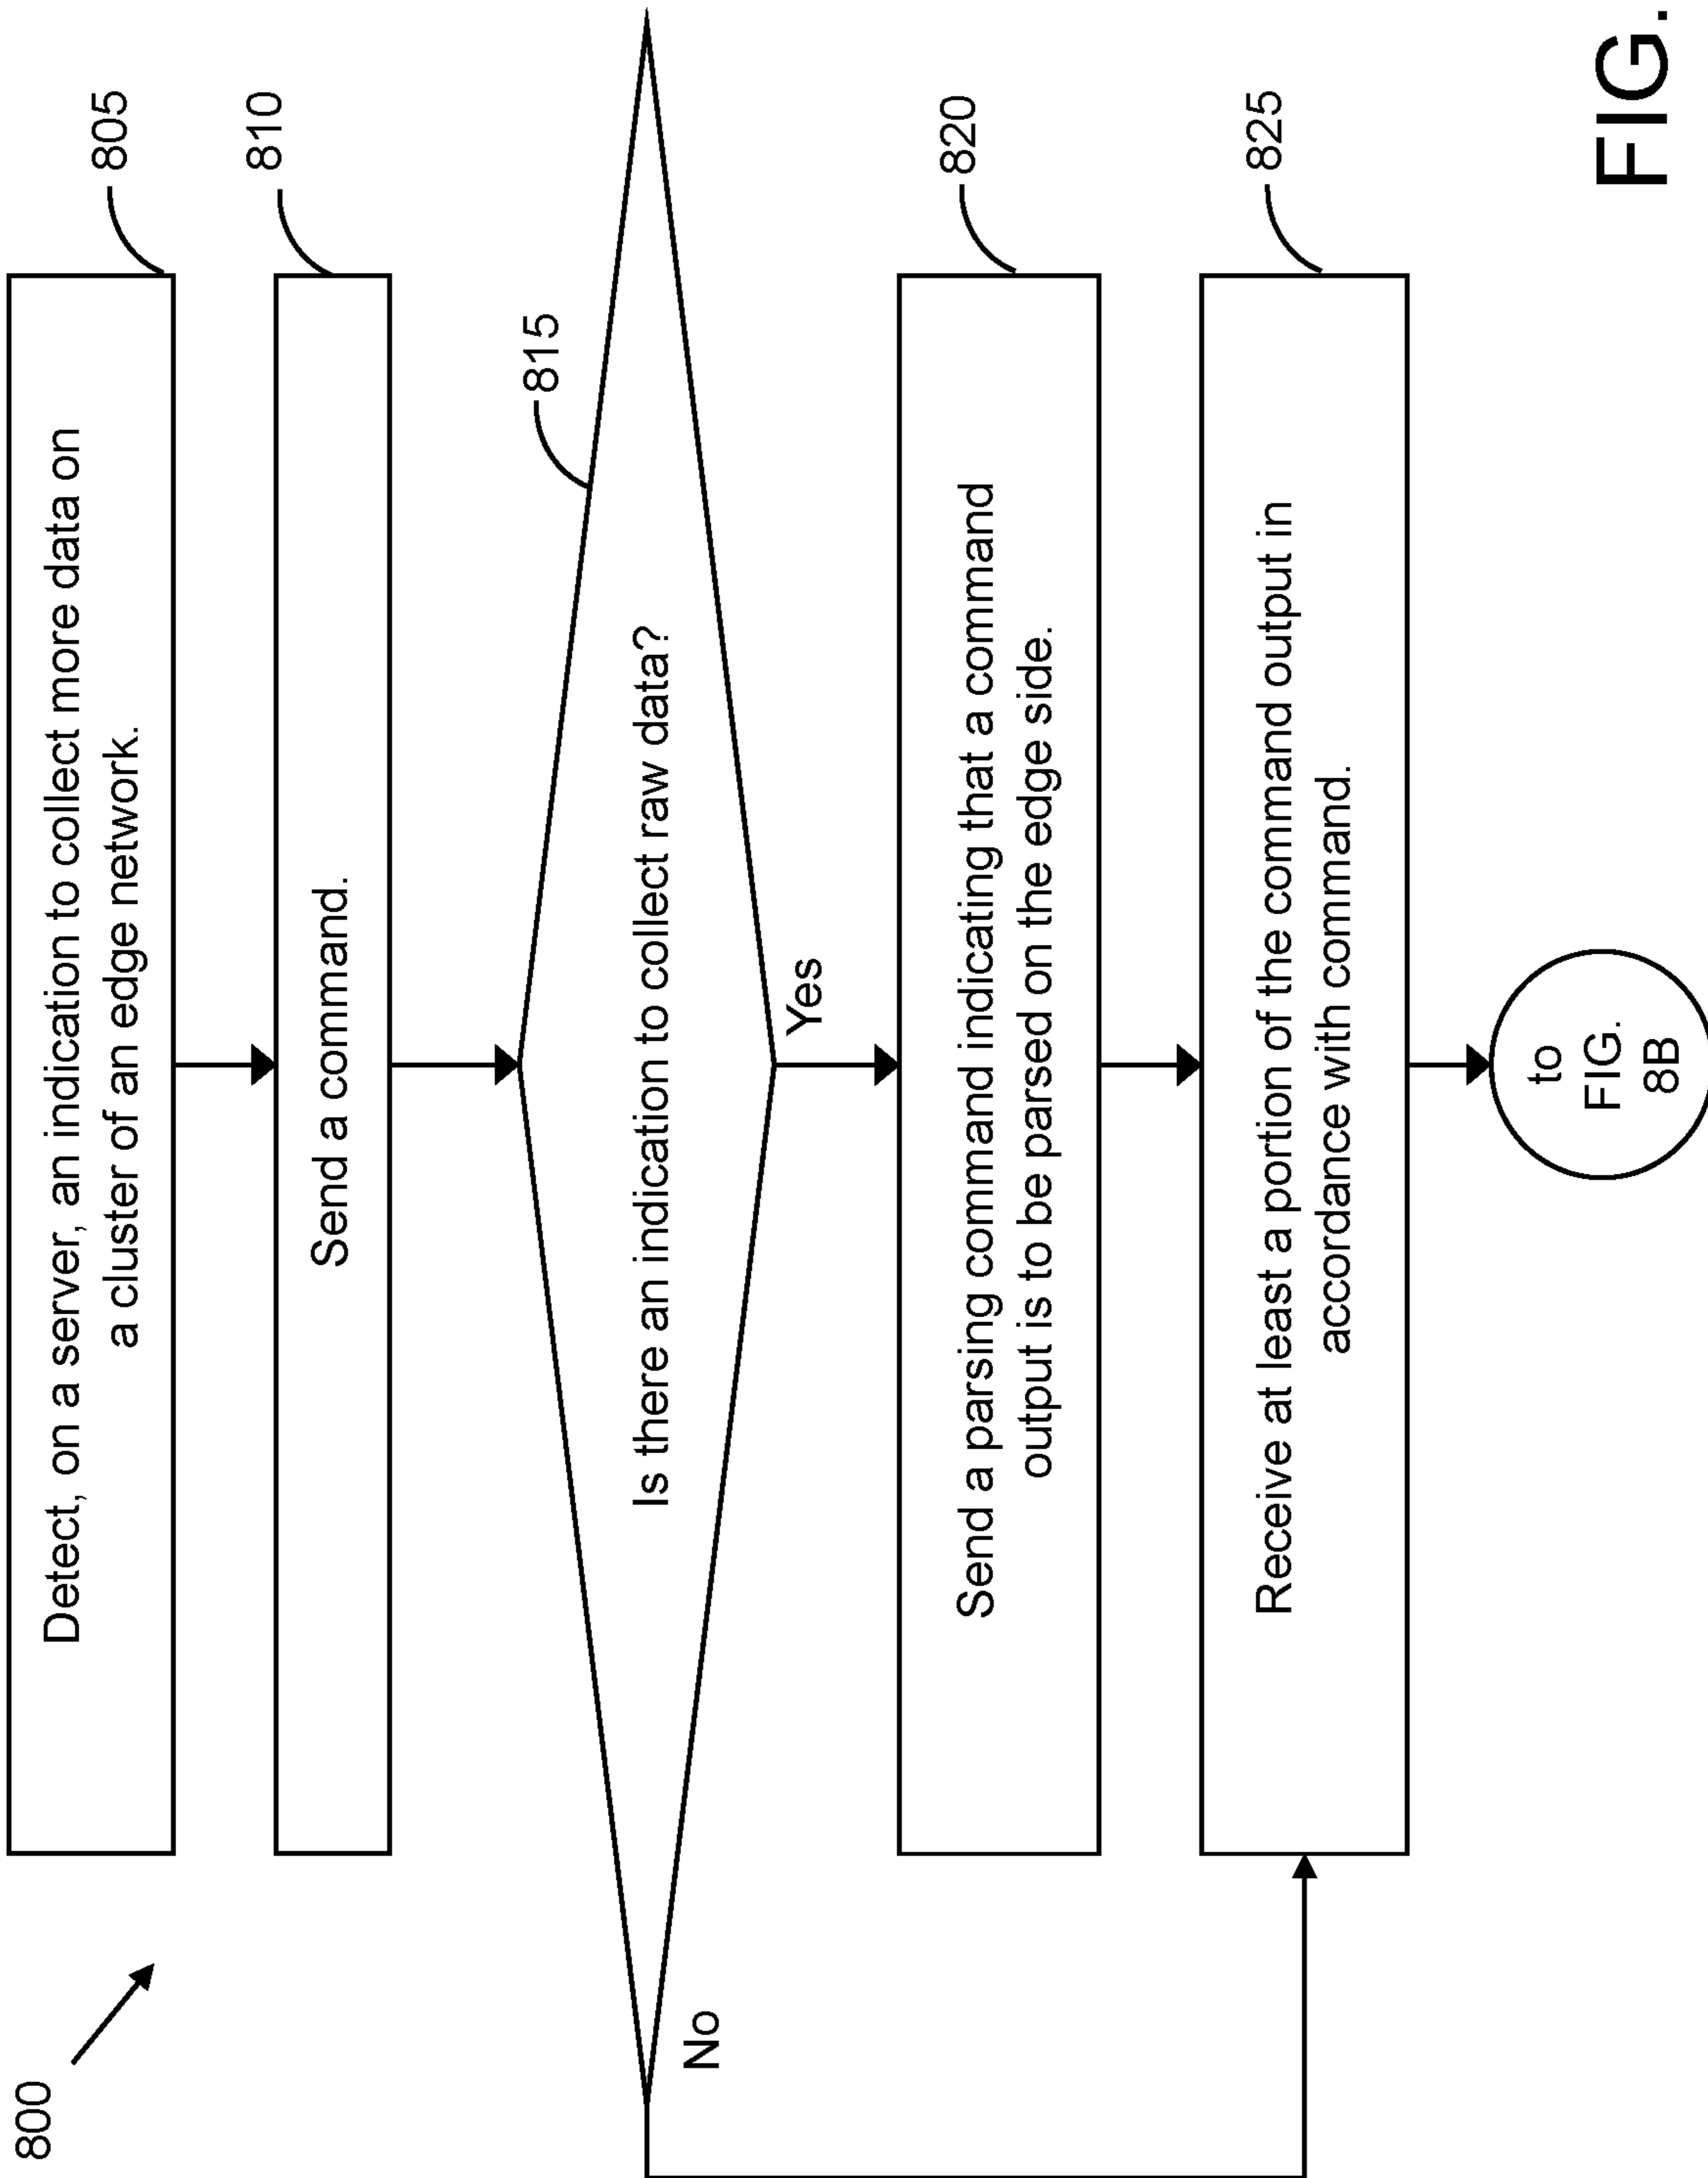 800
805
Detect, on a server, an indication to collect more data on
a cluster of an edge network.
810
Send a command.
815
Is there an indication to collect raw data?
No
Yes
820
Send a parsing command indicating that a command
output is to be parsed on the edge side.
825
Receive at least a portion of the command output in
accordance with command.
to
FIG.
8B
FIG.